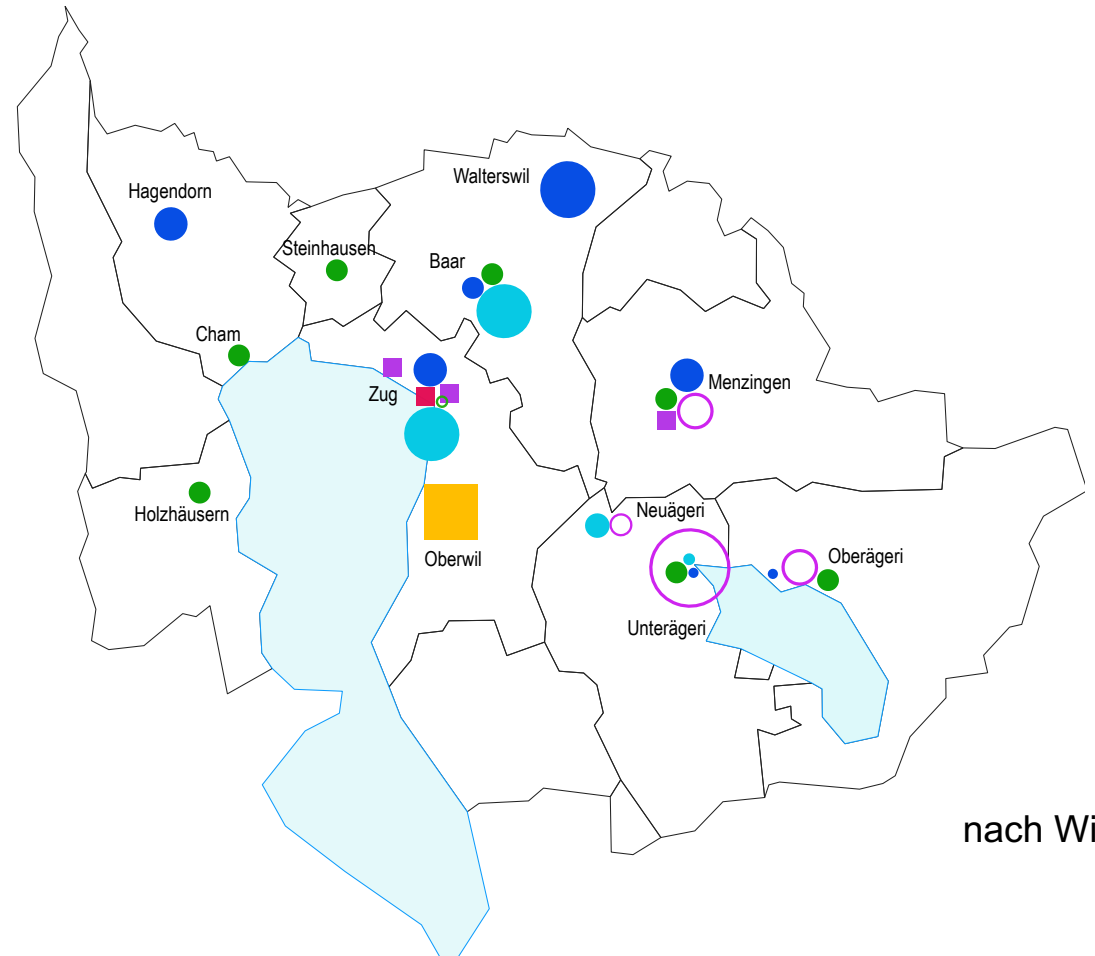 Walterswil
Hagendorn
Steinhausen
Baar
Cham
Menzingen
Zug
Holzhäusern
Neuägeri
Oberwil
Oberägeri
Unterägeri
nach Wi